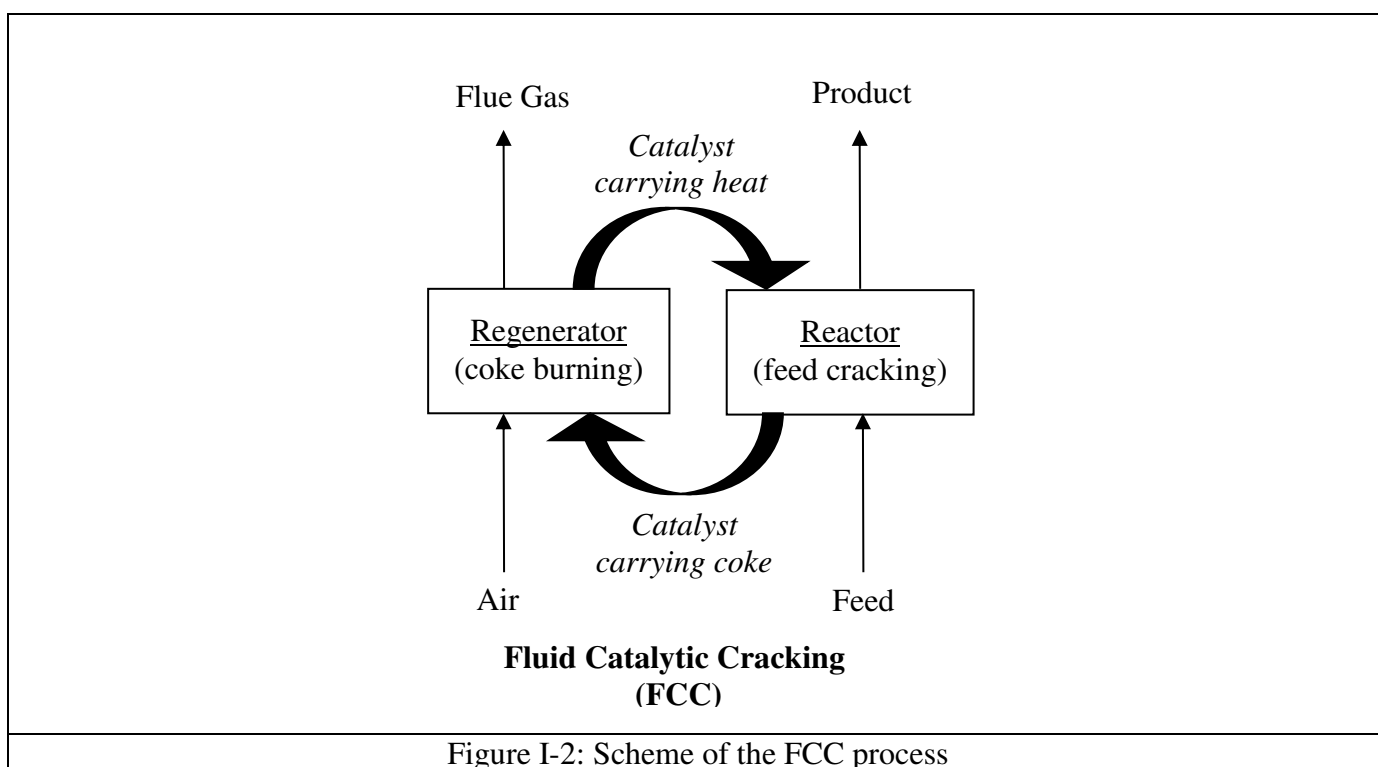 Flue Gas
Product
Catalyst
carrying heat
Regenerator
(coke burning)
Reactor
(feed cracking)
Catalyst
carrying coke
Air
Feed
Fluid Catalytic Cracking
(FCC)
Figure I-2: Scheme of the FCC process